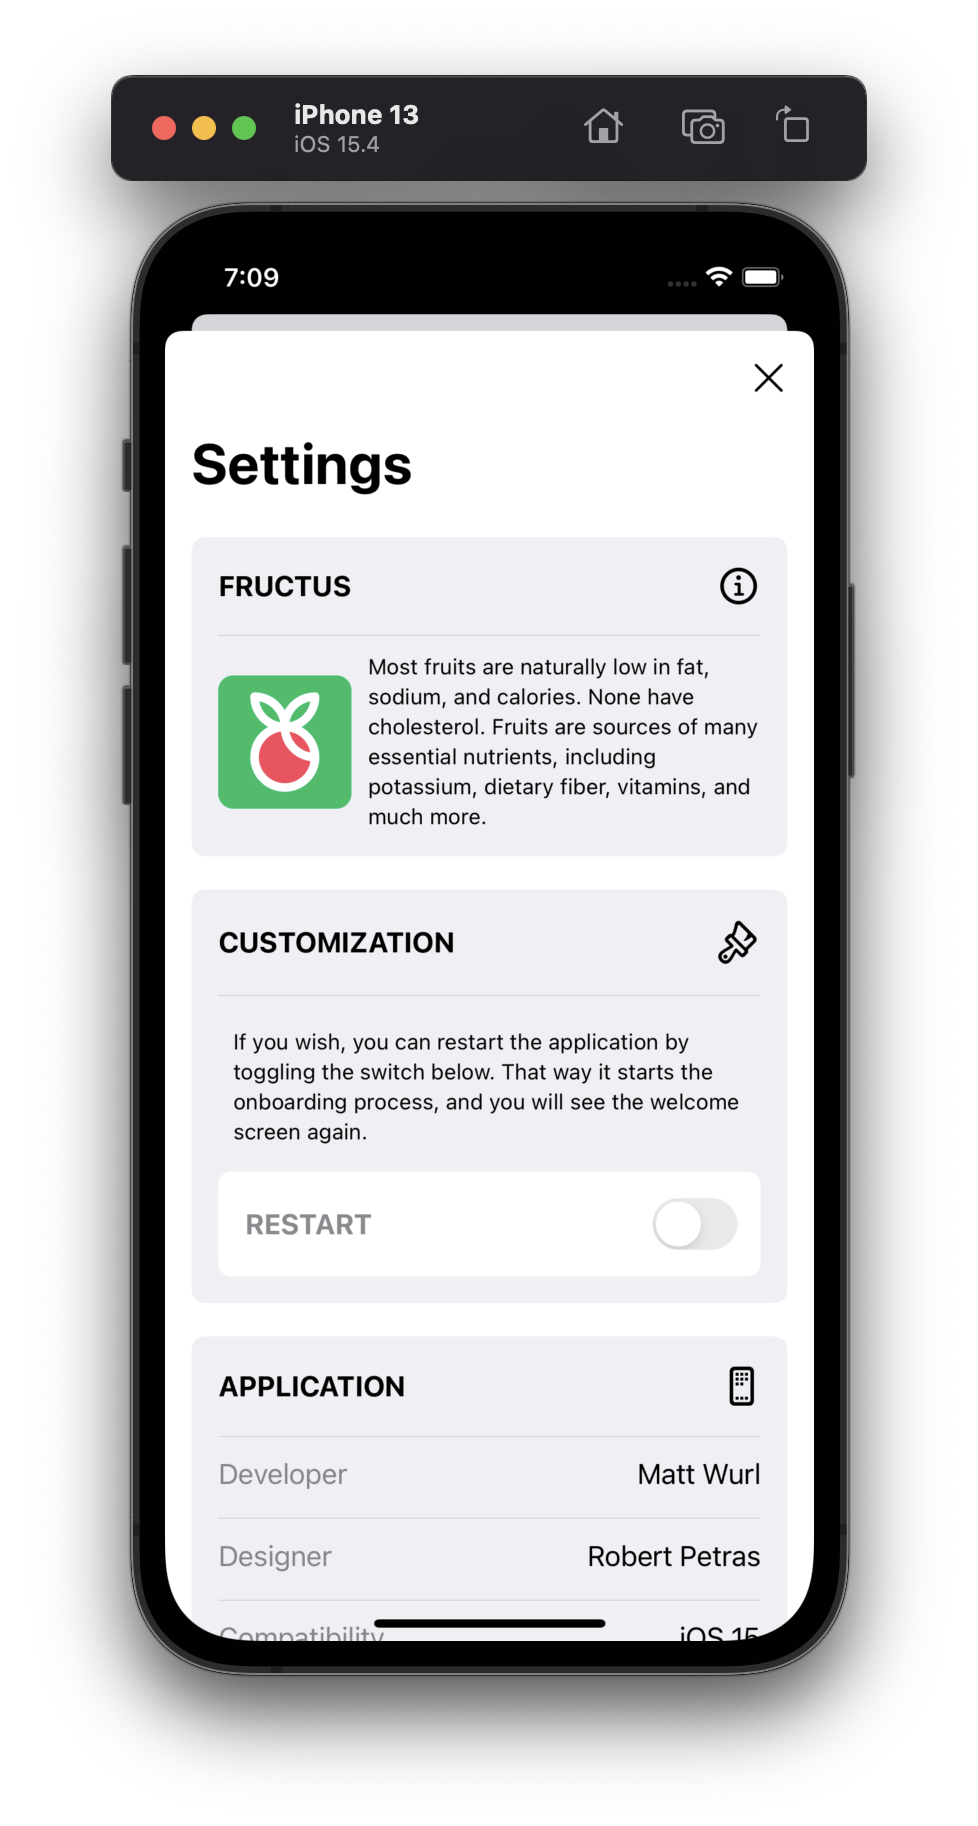 iPhone 13
iOS 15.4
7:09
Settings
FRUCTUS
Most fruits are naturally low in fat,
sodium, and calories. None have
cholesterol. Fruits are sources of many
essential nutrients, including
potassium, dietary fiber, vitamins, and
much more.
CUSTOMIZATION
If you wish, you can restart the application by
toggling the switch below. That way it starts the
onboarding process, and you will see the welcome
screen again.
RESTART
APPLICATION
Developer Matt Wurl
Designer Robert Petras
Compatibility iOS 15